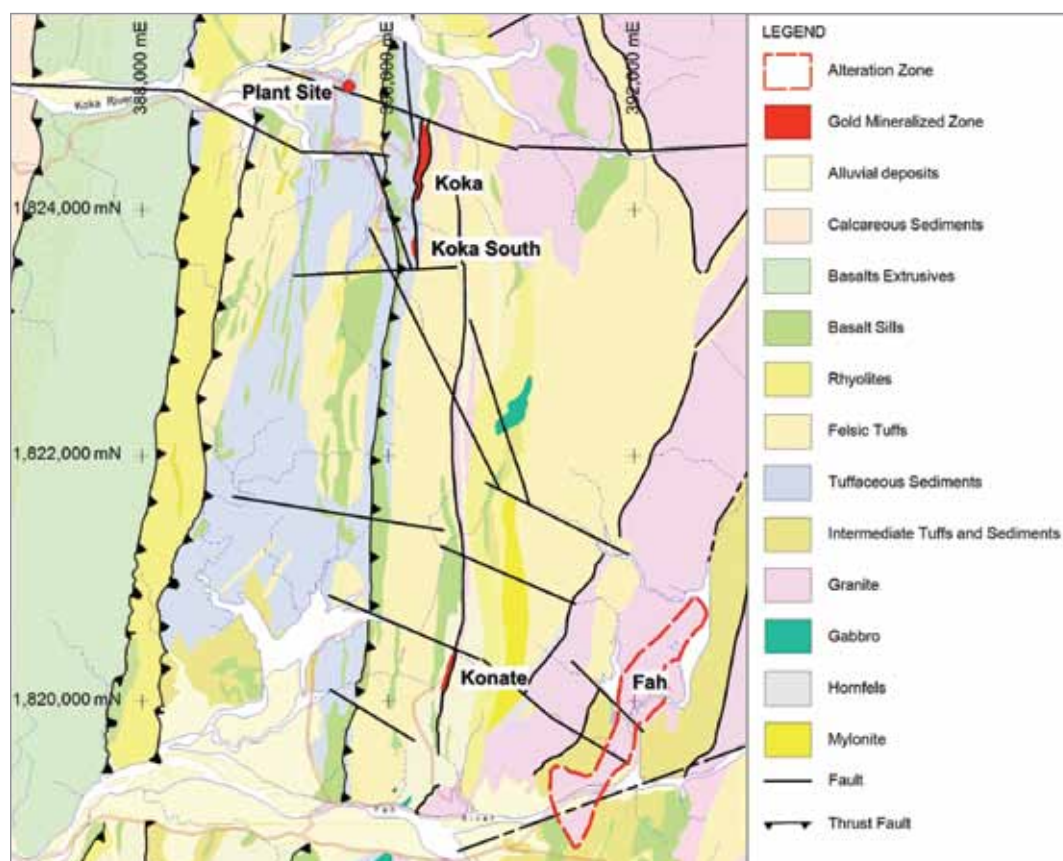 388,000 mE
390,000 mE
392,000 mE
Koka River
Plant Site
Koka
1,824,000 mN
Koka South
1,822,000 mN
1,820,000 mN
Konate
Fah
Fah River
LEGEND
Alteration Zone
Gold Mineralized Zone
Alluvial deposits
Calcareous Sediments
Basalts Extrusives
Basalt Sills
Rhyolites
Felsic Tuffs
Tuffaceous Sediments
Intermediate Tuffs and Sediments
Granite
Gabbro
Hornfels
Mylonite
Fault
Thrust Fault